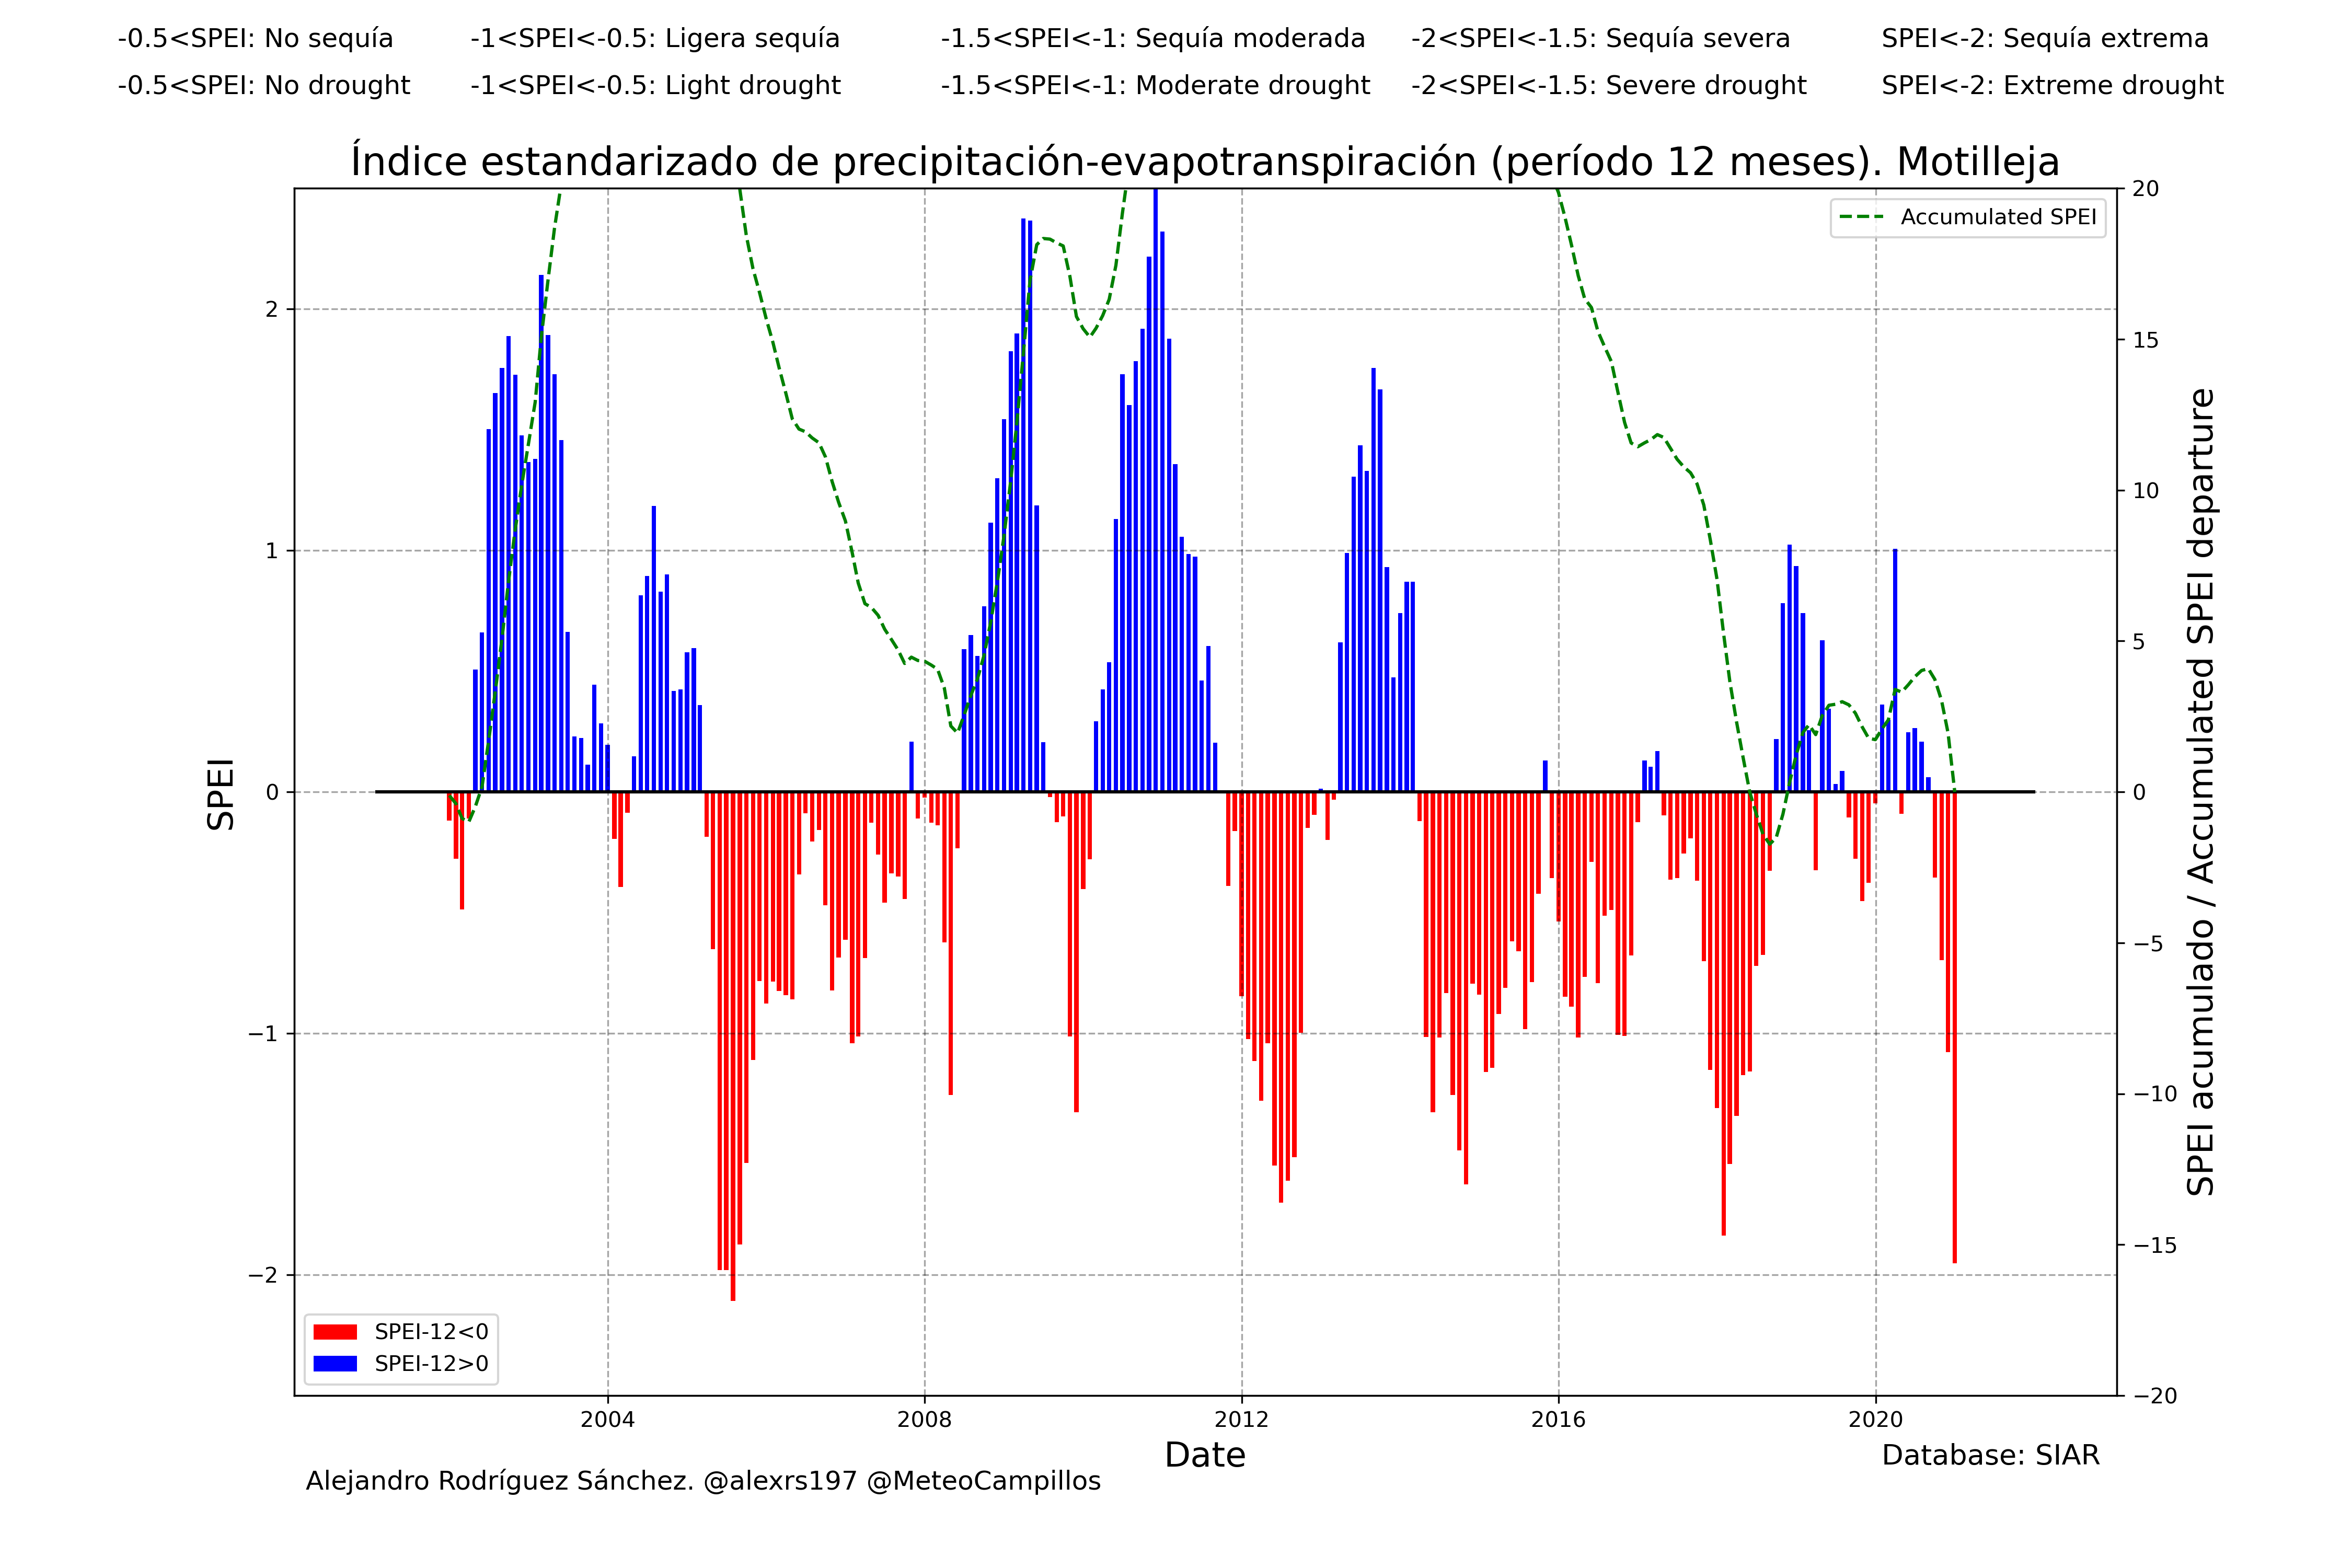 -0.5<SPEI: No sequía -1<SPEI<-0.5: Ligera sequía -1.5<SPEI<-1: Sequía moderada -2<SPEI<-1.5: Sequía severa SPEI<-2: Sequía extrema
-0.5<SPEI: No drought -1<SPEI<-0.5: Light drought -1.5<SPEI<-1: Moderate drought -2<SPEI<-1.5: Severe drought SPEI<-2: Extreme drought
Índice estandarizado de precipitación-evapotranspiración (período 12 meses). Motilleja
Accumulated SPEI
SPEI
2
1
0
−1
−2
20
15
10
5
0
−5
−10
−15
−20
SPEI acumulado / Accumulated SPEI departure
SPEI-12<0
SPEI-12>0
2004 2008 2012 2016 2020
Date
Database: SIAR
Alejandro Rodríguez Sánchez. @alexrs197 @MeteoCampillos